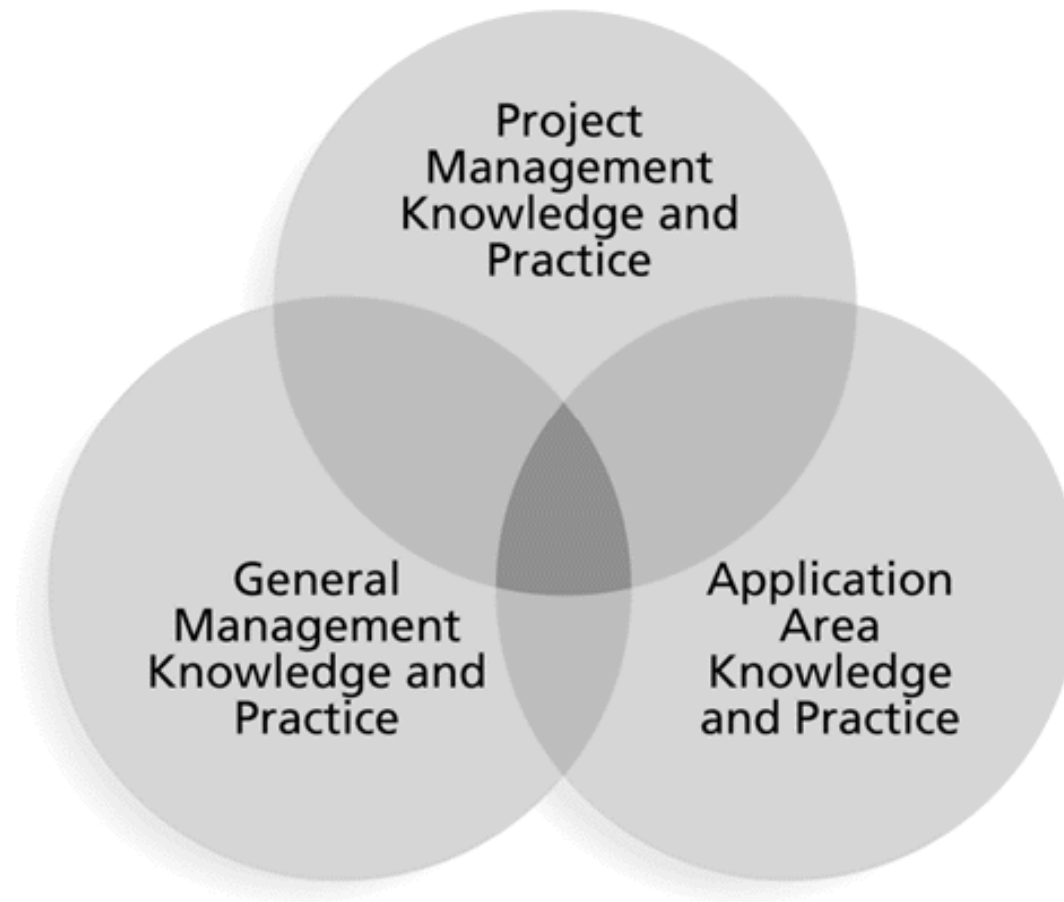 Project
Management
Knowledge and
Practice
General
Management
Knowledge and
Practice
Application
Area
Knowledge
and Practice